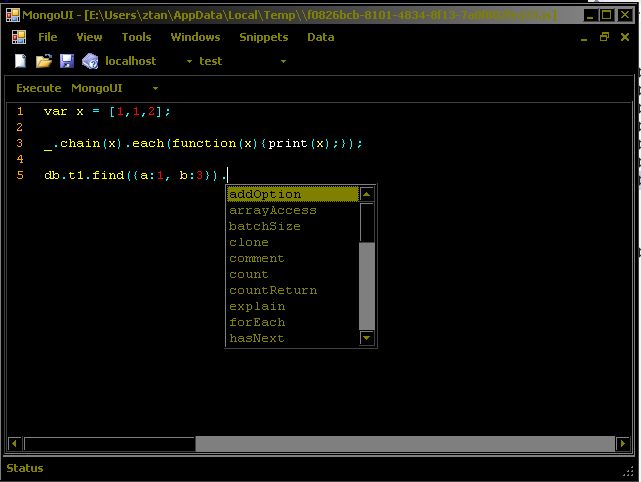 MongoUI - [E:\Users\ztan\AppData\Local\Temp\\f0826bcb-8101-4834-8f13-
File View Tools Windows Snippets Data
localhost test
Execute MongoUI
1 var x = [1,1,2];
2
3 _.chain(x).each(function(x){print(x);});
4
5 db.t1.find({a:1, b:3}).
addOption
arrayAccess
batchSize
clone
comment
count
countReturn
explain
forEach
hasNext
Status